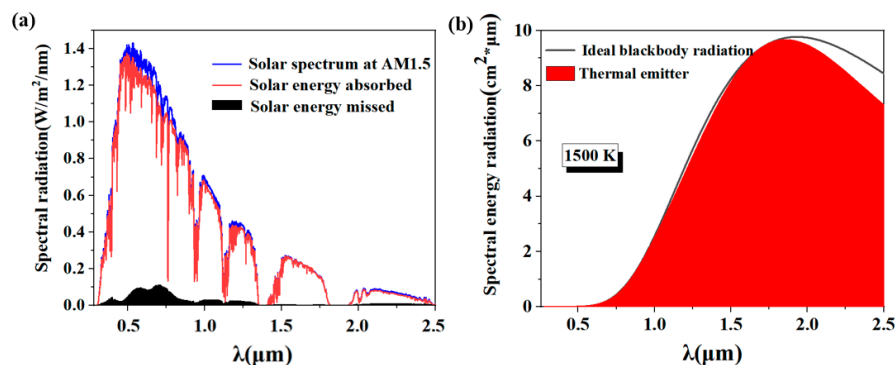 (a)
Solar spectrum at AM1.5
Solar energy absorbed
Solar energy missed
Spectral radiation(W/m²/nm)
1.4
1.2
1.0
0.8
0.6
0.4
0.2
0.0
0.5 1.0 1.5 2.0 2.5
λ(μm)
(b)
Ideal blackbody radiation
Thermal emitter
1500 K
Spectral energy radiation(cm²*μm)
10
8
6
4
2
0
0.5 1.0 1.5 2.0 2.5
λ(μm)